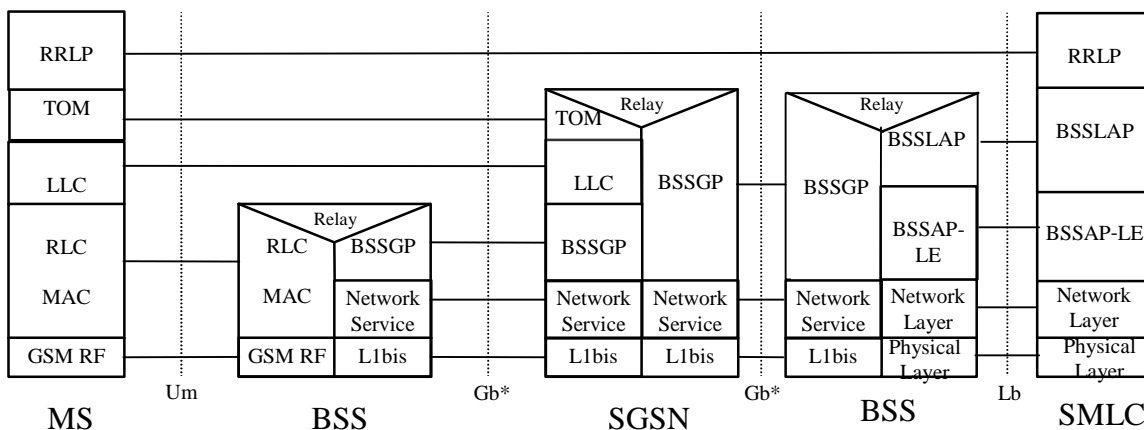 RRLP
TOM
LLC
RLC
MAC
GSM RF
MS
Um
Relay
RLC
BSSGP
MAC
Network
Service
GSM RF
L1bis
BSS
Gb*
Relay
TOM
LLC
BSSGP
BSSGP
Network
Service
Network
Service
L1bis
L1bis
SGSN
Gb*
Relay
BSSLAP
BSSGP
BSSAP-
LE
Network
Service
Network
Layer
L1bis
Physical
Layer
BSS
Lb
RRLP
BSSLAP
BSSAP-LE
Network
Layer
Physical
Layer
SMLC